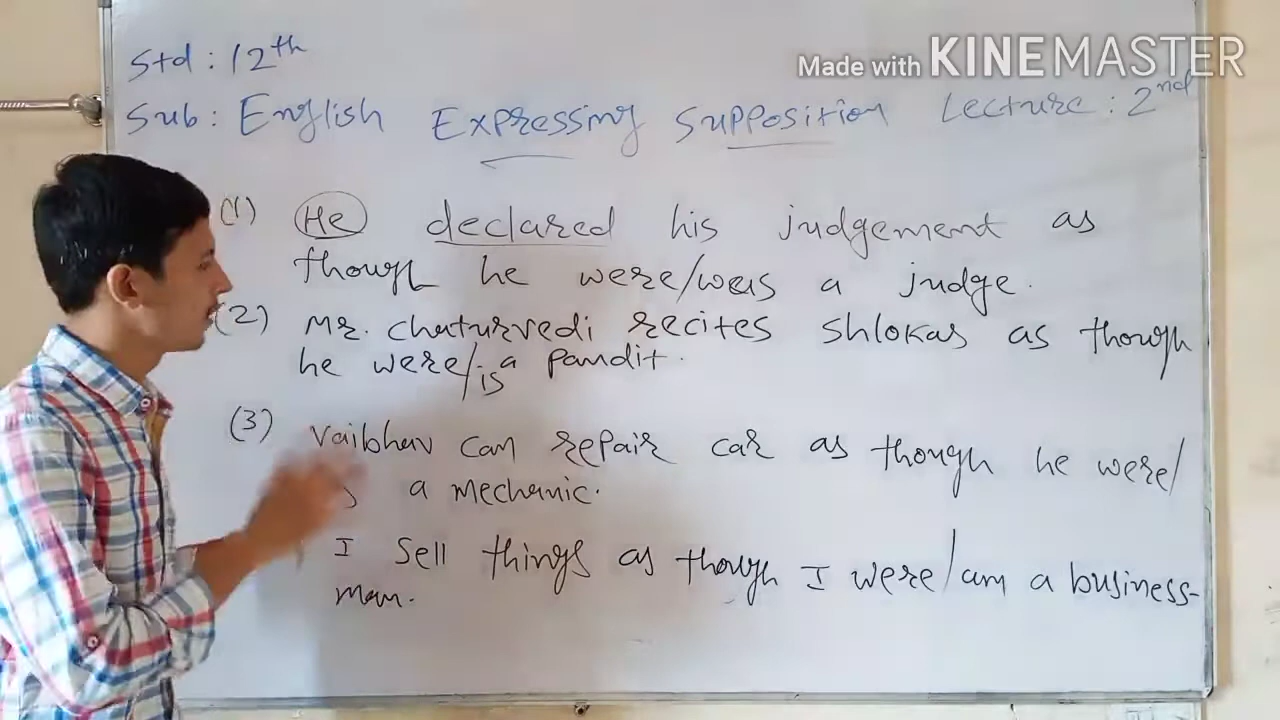 Std : 12th
Made with KINEMASTER
Sub : English Expressing Supposition Lecture : 2nd
(1) He declared his judgement as
though he were/was a judge.
(2) Mr. Chaturvedi recites shlokas as though
he were/is a Pandit.
(3) Vaibhav can repair car as though he were/
a mechanic.
I sell things as though I were/am a business-
man.